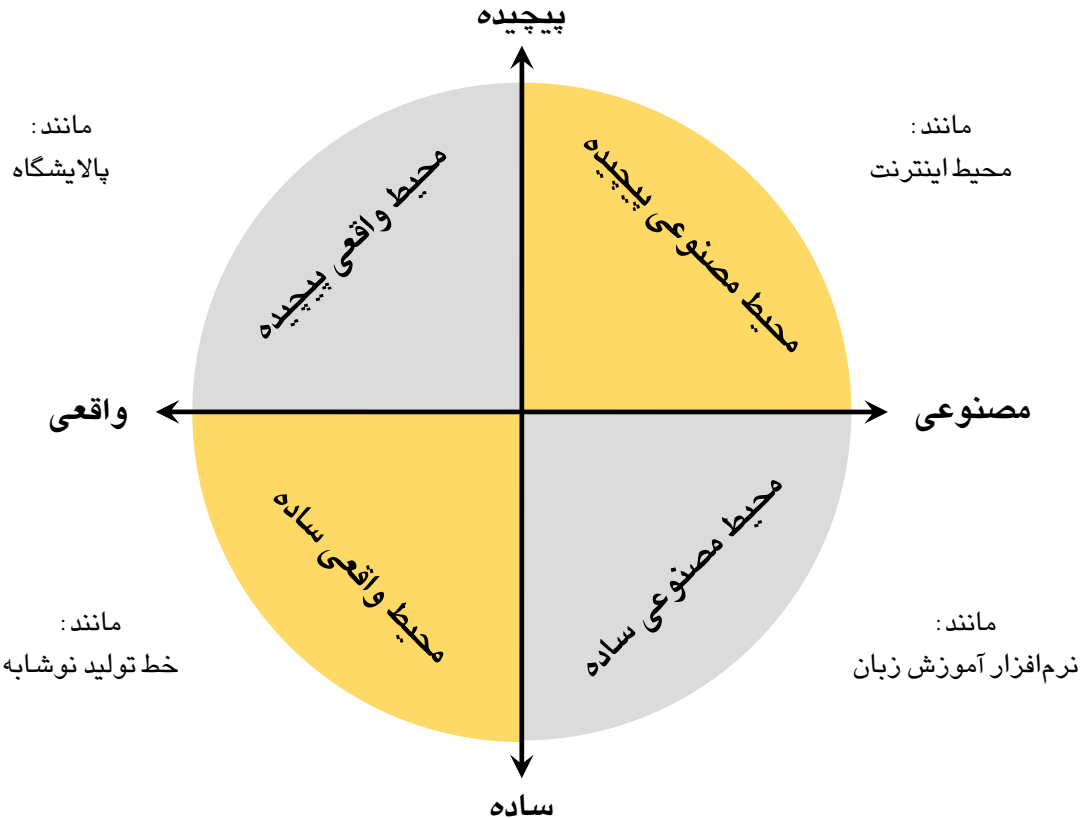 پیچیده
مانند:
محیط اینترنت
مانند:
پالایشگاه
محیط مصنوعی پیچیده
محیط واقعی پیچیده
مصنوعی
واقعی
محیط مصنوعی ساده
محیط واقعی ساده
مانند:
نرم‌افزار آموزش زبان
مانند:
خط تولید نوشابه
ساده